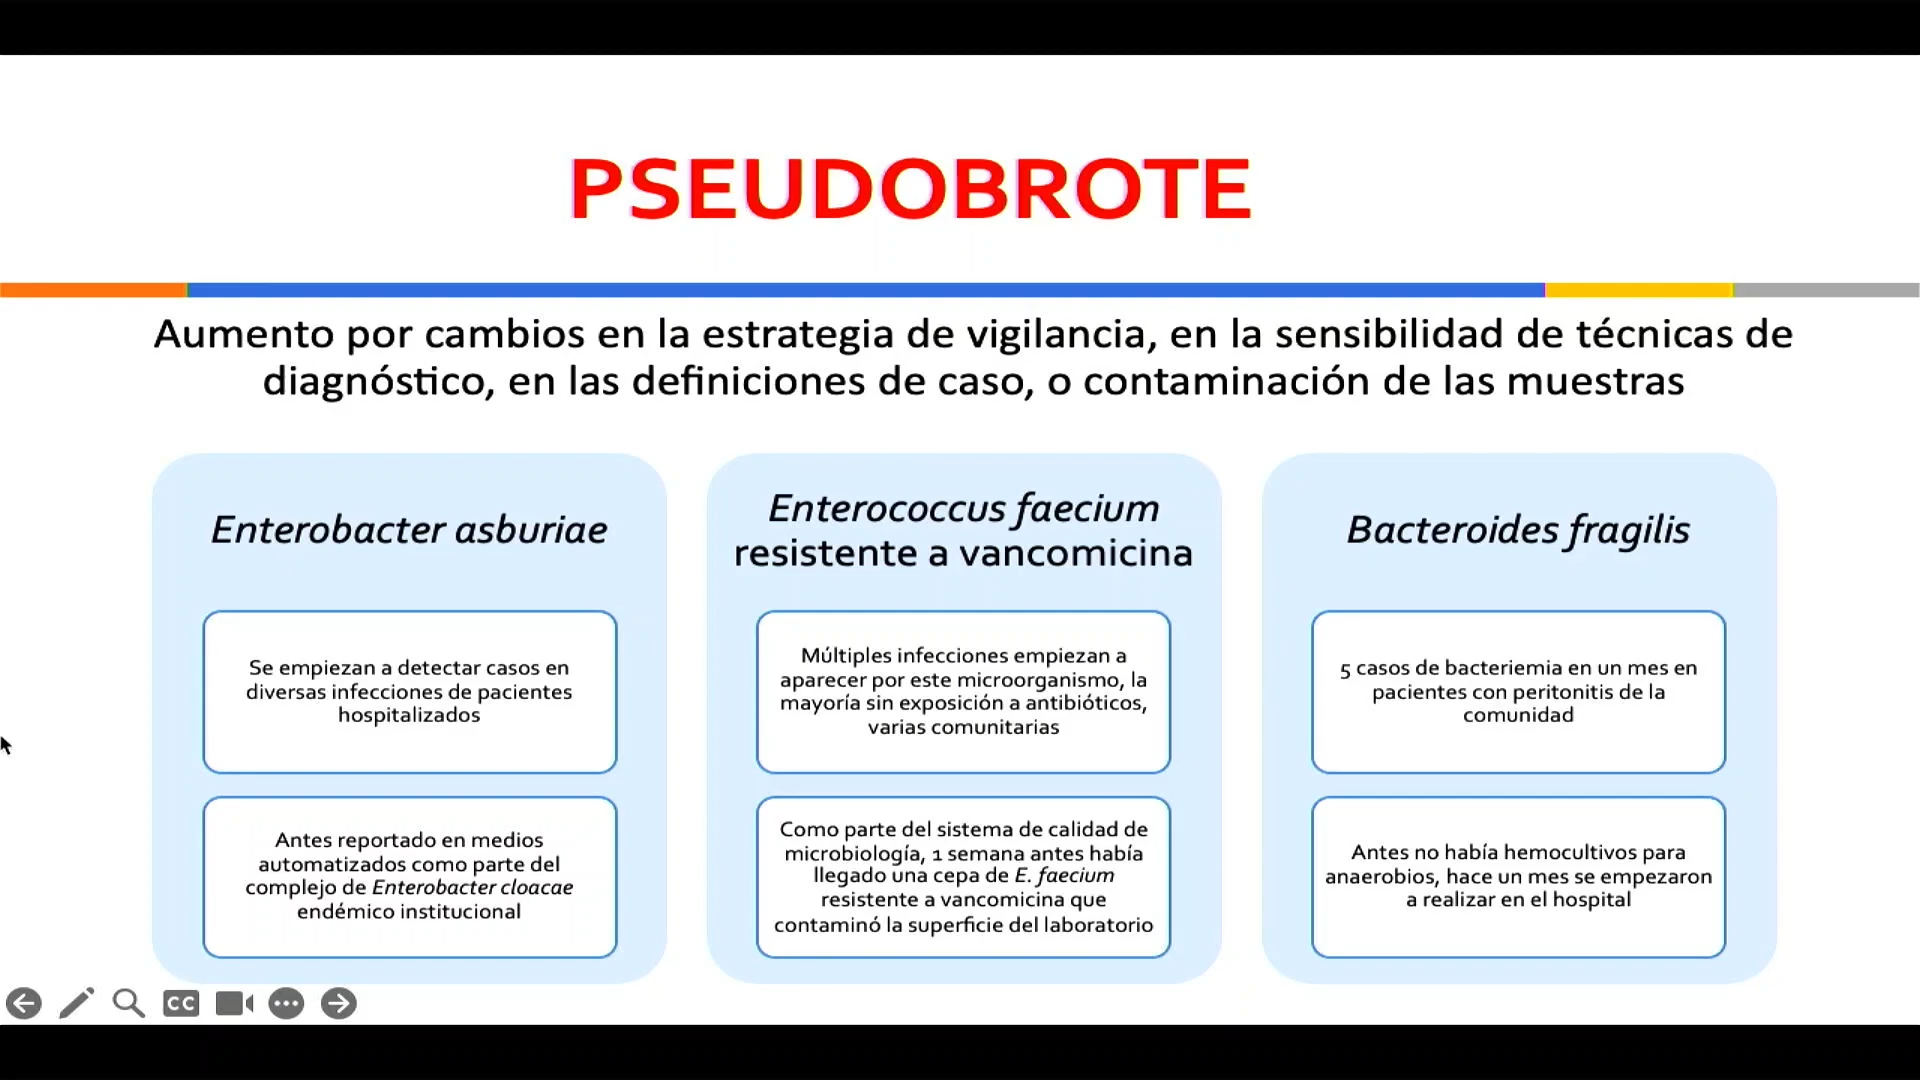 PSEUDOBROTE
Aumento por cambios en la estrategia de vigilancia, en la sensibilidad de técnicas de
diagnóstico, en las definiciones de caso, o contaminación de las muestras
Enterobacter asburiae
Se empiezan a detectar casos en
diversas infecciones de pacientes
hospitalizados
Antes reportado en medios
automatizados como parte del
complejo de Enterobacter cloacae
endémico institucional
Enterococcus faecium
resistente a vancomicina
Múltiples infecciones empiezan a
aparecer por este microorganismo, la
mayoría sin exposición a antibióticos,
varias comunitarias
Como parte del sistema de calidad de
microbiología, 1 semana antes había
llegado una cepa de E. faecium
resistente a vancomicina que
contaminó la superficie del laboratorio
Bacteroides fragilis
5 casos de bacteriemia en un mes en
pacientes con peritonitis de la
comunidad
Antes no había hemocultivos para
anaerobios, hace un mes se empezaron
a realizar en el hospital
CC